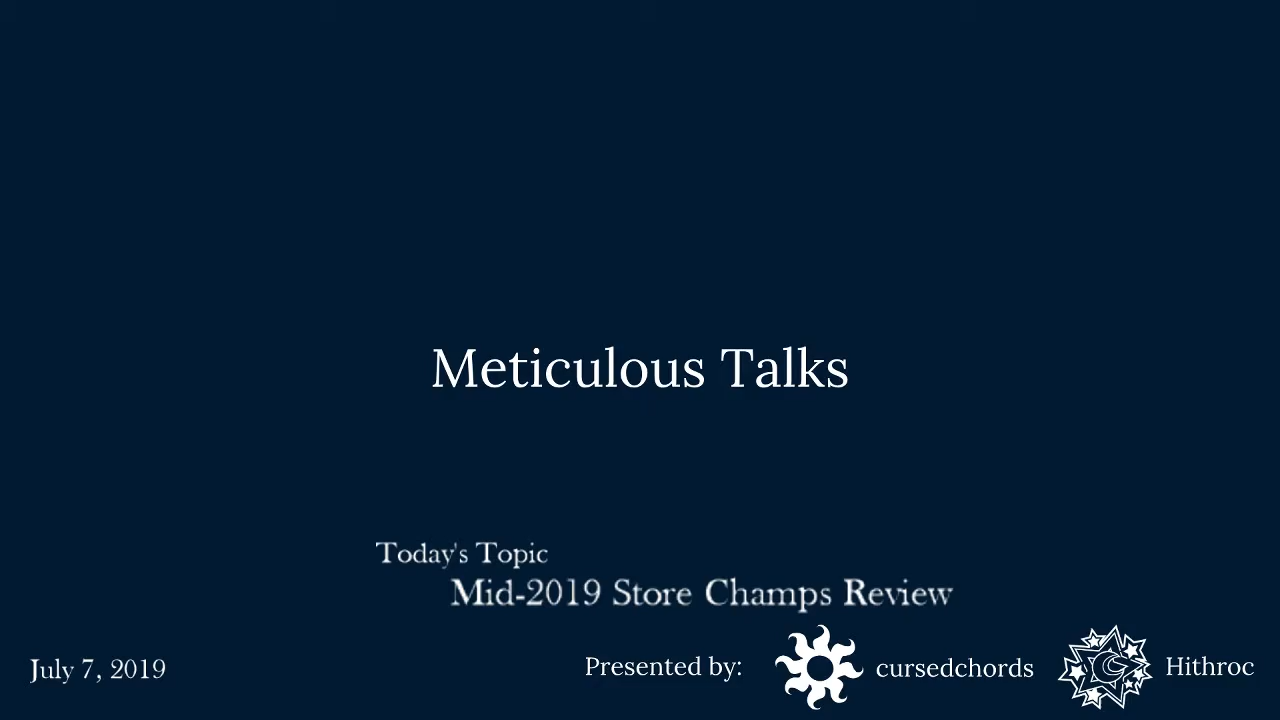 Meticulous Talks
Today's Topic
Mid-2019 Store Champs Review
July 7, 2019
Presented by:
cursedchords
Hithroc